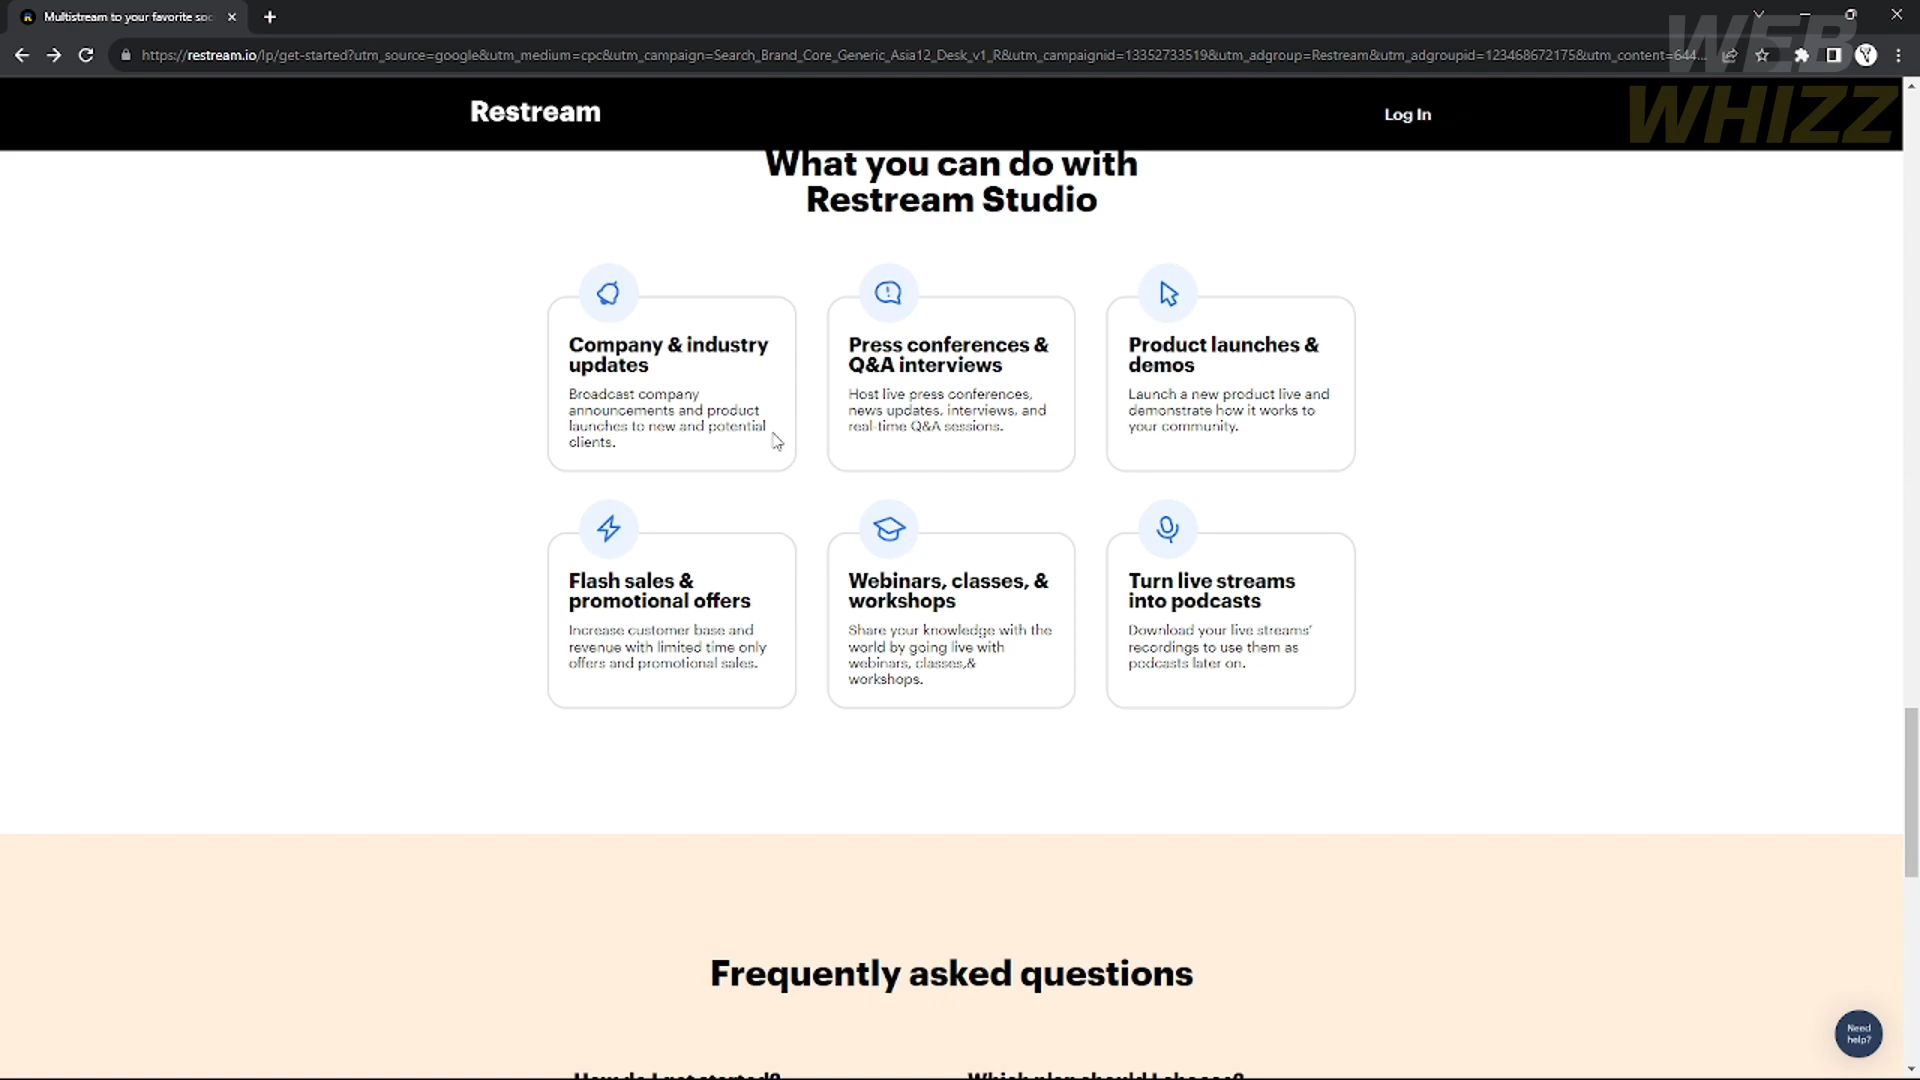 Multistream to your favorite soc
https://restream.io/lp/get-started?utm_source=google&utm_medium=cpc&utm_campaign=Search_Brand_Core_Generic_Asia12_Desk_v1_R&utm_campaignid=13352733519&utm_adgroup=Restream&utm_adgroupid=123468672175&utm_content=644...
WEB
WHIZZ
Restream
Log In
What you can do with
Restream Studio
Company & industry
updates
Broadcast company
announcements and product
launches to new and potential
clients.
Press conferences &
Q&A interviews
Host live press conferences,
news updates, interviews, and
real-time Q&A sessions.
Product launches &
demos
Launch a new product live and
demonstrate how it works to
your community.
Flash sales &
promotional offers
Increase customer base and
revenue with limited time only
offers and promotional sales.
Webinars, classes, &
workshops
Share your knowledge with the
world by going live with
webinars, classes,&
workshops.
Turn live streams
into podcasts
Download your live streams'
recordings to use them as
podcasts later on.
Frequently asked questions
Need
help?
How do I get started?
Which plan should I choose?